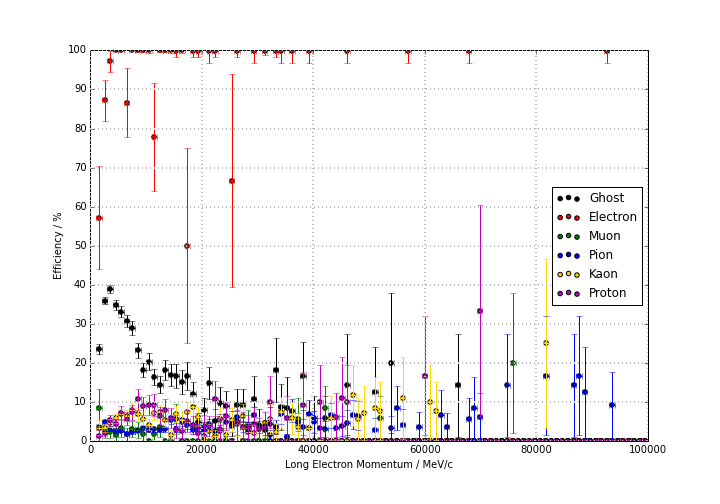 100
90
80
70
60
50
40
30
20
10
0
Efficiency / %
0
20000
40000
60000
80000
100000
Long Electron Momentum / MeV/c
Ghost
Electron
Muon
Pion
Kaon
Proton